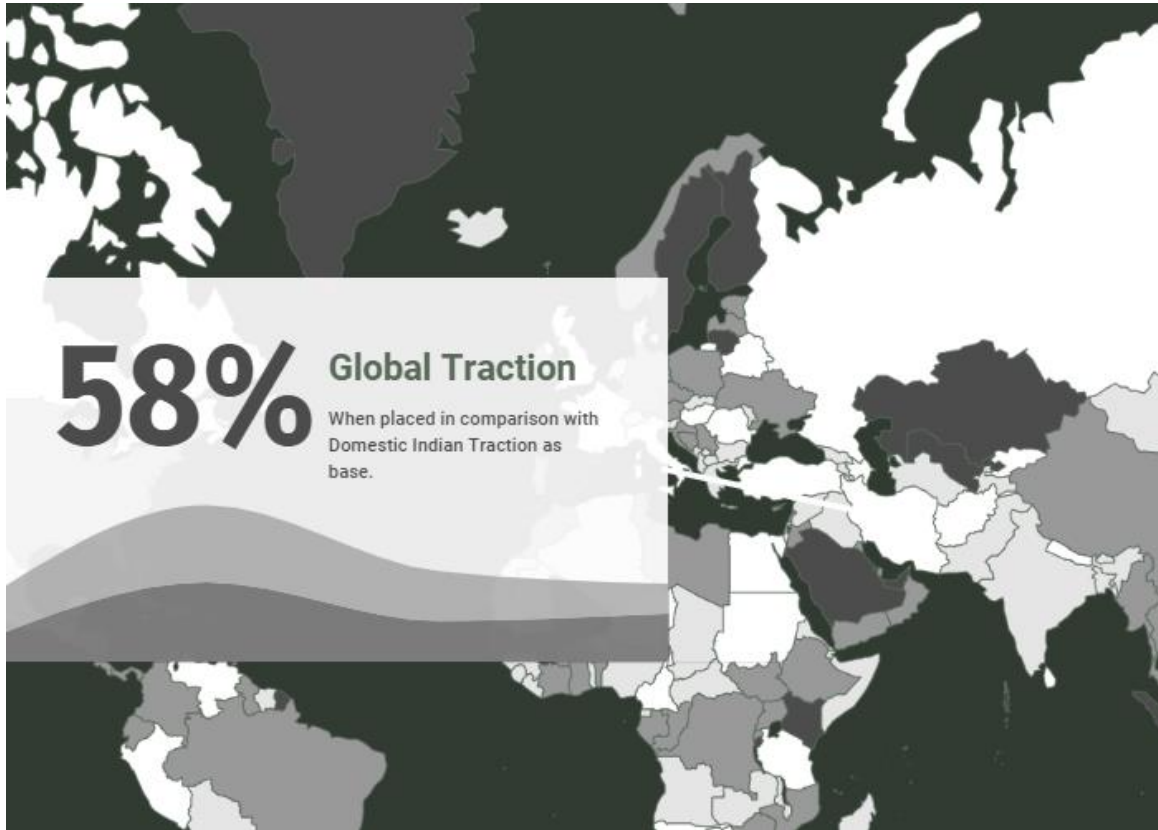 58%
Global Traction
When placed in comparison with
Domestic Indian Traction as
base.